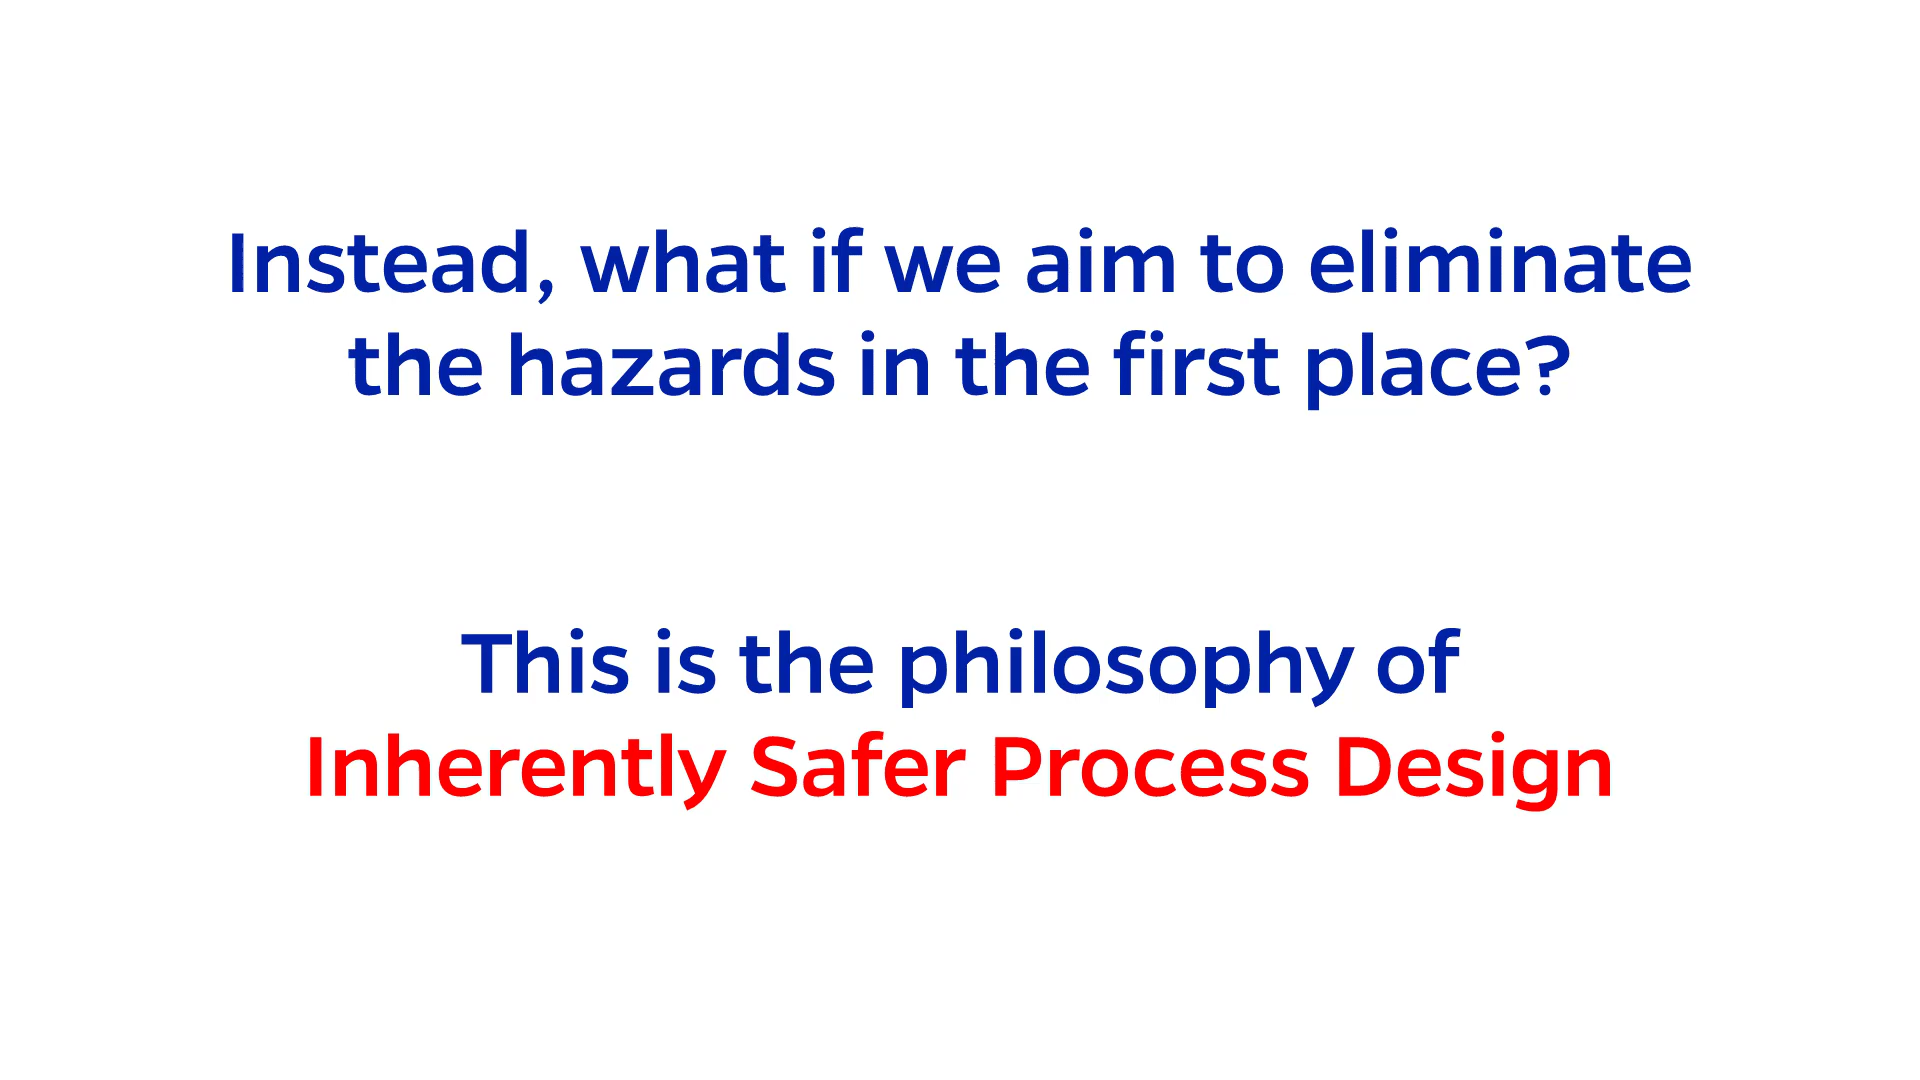 Instead, what if we aim to eliminate
the hazards in the first place?
This is the philosophy of
Inherently Safer Process Design